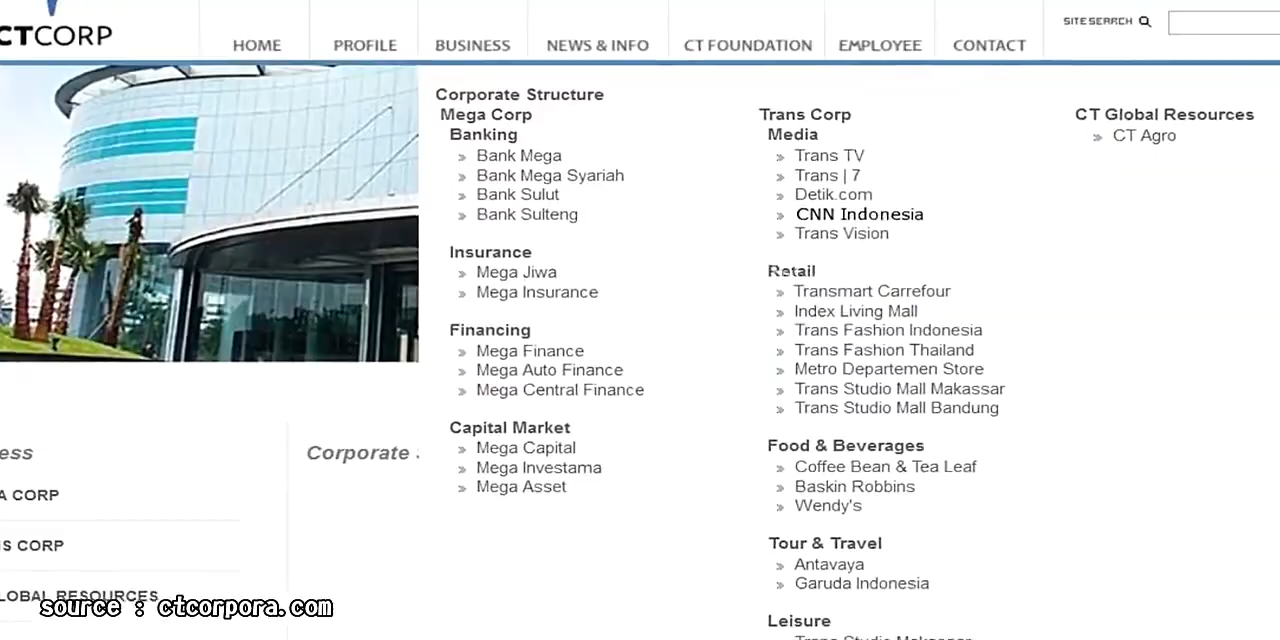 CTCORP
HOME
PROFILE
BUSINESS
NEWS & INFO
CT FOUNDATION
EMPLOYEE
CONTACT
SITE SEARCH
Corporate Structure
Mega Corp
Banking
» Bank Mega
» Bank Mega Syariah
» Bank Sulut
» Bank Sulteng
Insurance
» Mega Jiwa
» Mega Insurance
Financing
» Mega Finance
» Mega Auto Finance
» Mega Central Finance
Capital Market
» Mega Capital
» Mega Investama
» Mega Asset
Trans Corp
Media
» Trans TV
» Trans | 7
» Detik.com
» CNN Indonesia
» Trans Vision
Retail
» Transmart Carrefour
» Index Living Mall
» Trans Fashion Indonesia
» Trans Fashion Thailand
» Metro Departemen Store
» Trans Studio Mall Makassar
» Trans Studio Mall Bandung
Food & Beverages
» Coffee Bean & Tea Leaf
» Baskin Robbins
» Wendy's
Tour & Travel
» Antavaya
» Garuda Indonesia
Leisure
CT Global Resources
» CT Agro
ess
A CORP
IS CORP
LOBAL RESOURCES
Corporate
source : ctcorpora.com